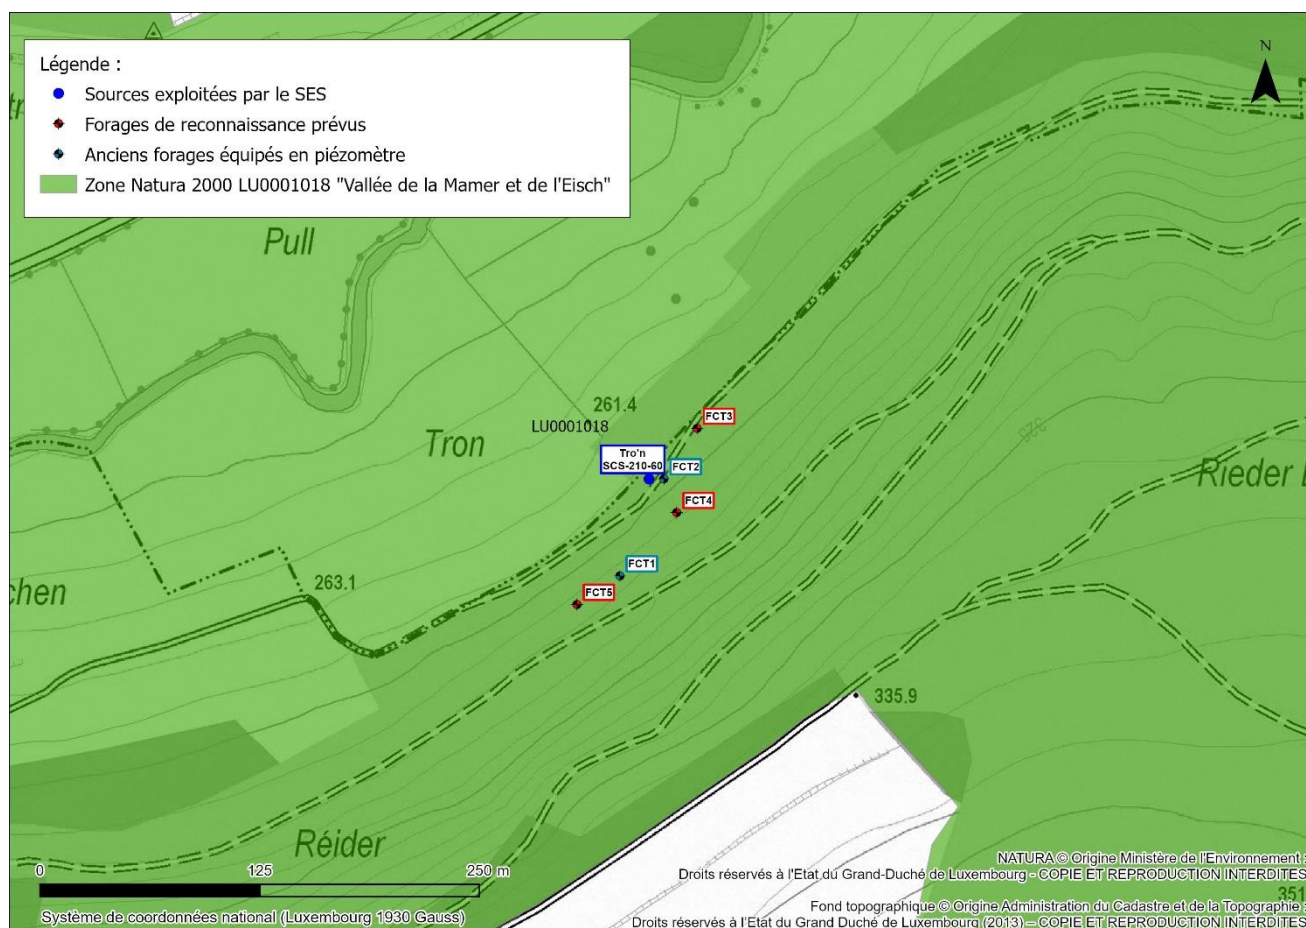 Légende :
Sources exploitées par le SES
Forages de reconnaissance prévus
Anciens forages équipés en piézomètre
Zone Natura 2000 LU0001018 "Vallée de la Mamer et de l'Eisch"
N
Pull
325
261.4
FCT3
LU0001018
Tron
Tro'n
SCS-210-60
FCT2
Rieder
FCT4
FCT1
263.1
chen
FCT5
335.9
Réider
0 125 250 m
Système de coordonnées national (Luxembourg 1930 Gauss)
NATURA © Origine Ministère de l'Environnement :
Droits réservés à l'Etat du Grand-Duché de Luxembourg - COPIE ET REPRODUCTION INTERDITES
Fond topographique © Origine Administration du Cadastre et de la Topographie :
351
Droits réservés à l'Etat du Grand Duché de Luxembourg (2013) – COPIE ET REPRODUCTION INTERDITES